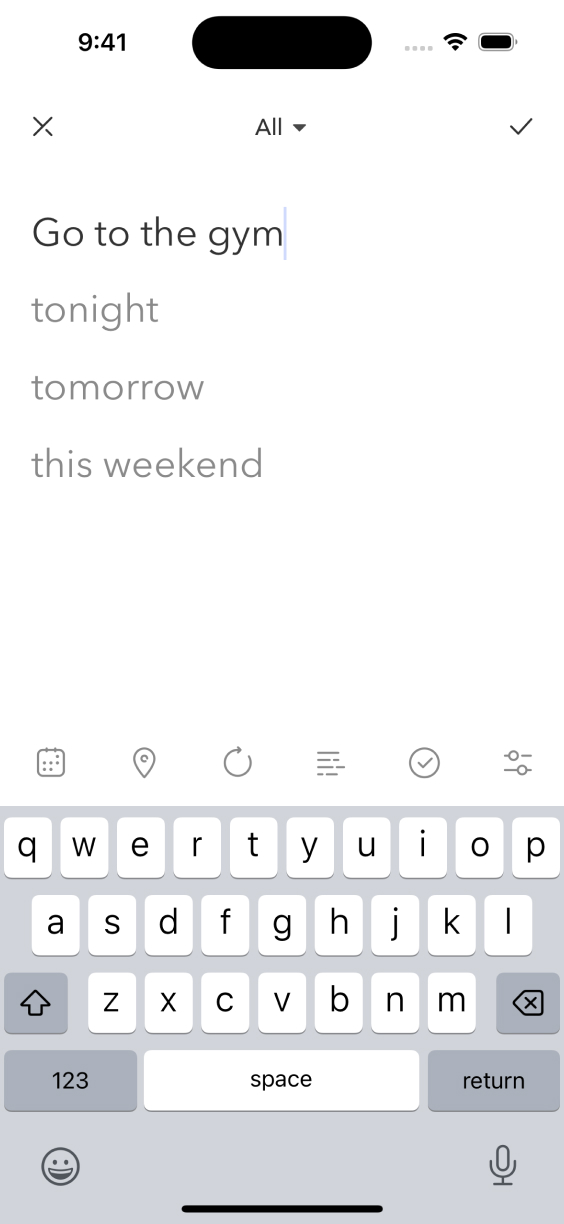 9:41
All
Go to the gym
tonight
tomorrow
this weekend
q w e r t y u i o p
a s d f g h j k l
z x c v b n m
123 space return